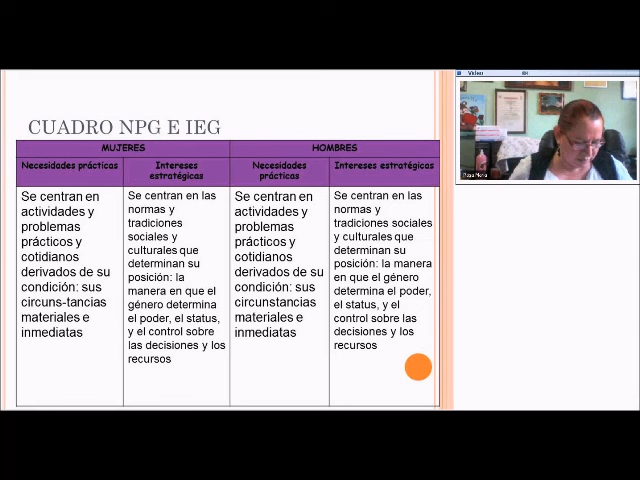 CUADRO NPG E IEG
MUJERES
HOMBRES
Necesidades prácticas
Intereses
estratégicas
Necesidades
prácticas
Intereses estratégicas
Se centran en
actividades y
problemas
prácticos y
cotidianos
derivados de su
condición: sus
circuns-tancias
materiales e
inmediatas
Se centran en las
normas y
tradiciones
sociales y
culturales que
determinan su
posición: la
manera en que el
género determina
el poder, el status,
y el control sobre
las decisiones y los
recursos
Se centran en
actividades y
problemas
prácticos y
cotidianos
derivados de su
condición: sus
circunstancias
materiales e
inmediatas
Se centran en las
normas y
tradiciones sociales
y culturales que
determinan su
posición: la manera
en que el género
determina el poder,
el status, y el
control sobre las
decisiones y los
recursos
Video